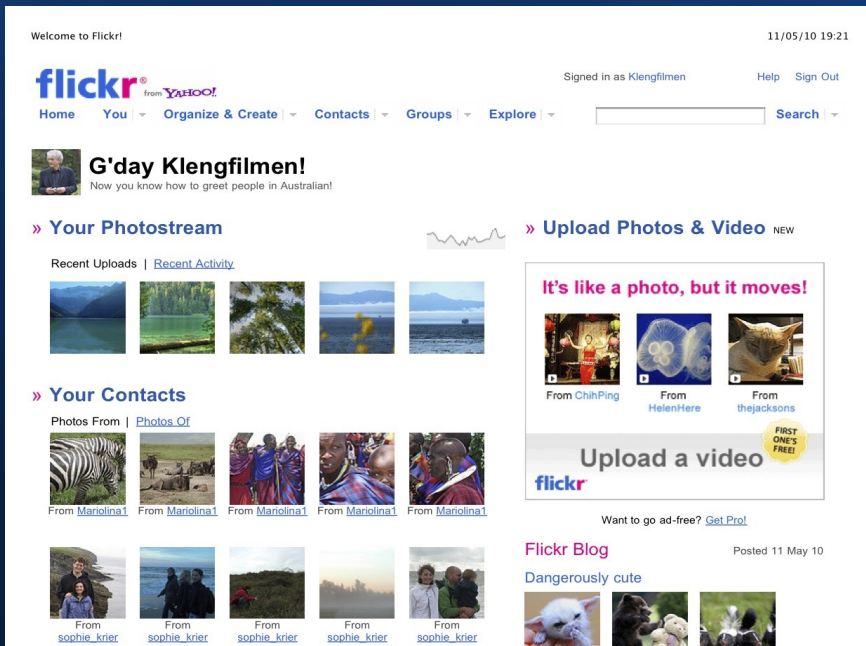 Welcome to Flickr!
11/05/10 19:21
flickr® from YAHOO!
Signed in as Klengfilmen Help Sign Out
Home You Organize & Create Contacts Groups Explore Search
G'day Klengfilmen!
Now you know how to greet people in Australian!
» Your Photostream
Recent Uploads | Recent Activity
» Your Contacts
Photos From | Photos Of
From Mariolina1 From Mariolina1 From Mariolina1 From Mariolina1 From Mariolina1
From From From From From
sophie_krier sophie_krier sophie_krier sophie_krier sophie_krier
» Upload Photos & Video NEW
It's like a photo, but it moves!
From ChihPing From From
HelenHere thejacksons
FIRST
ONE'S
FREE!
Upload a video
flickr
Want to go ad-free? Get Pro!
Flickr Blog Posted 11 May 10
Dangerously cute